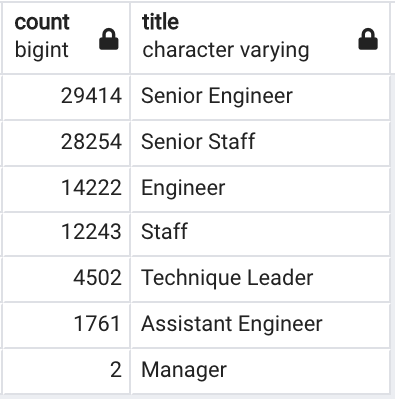 count title
bigint character varying
29414 Senior Engineer
28254 Senior Staff
14222 Engineer
12243 Staff
4502 Technique Leader
1761 Assistant Engineer
2 Manager